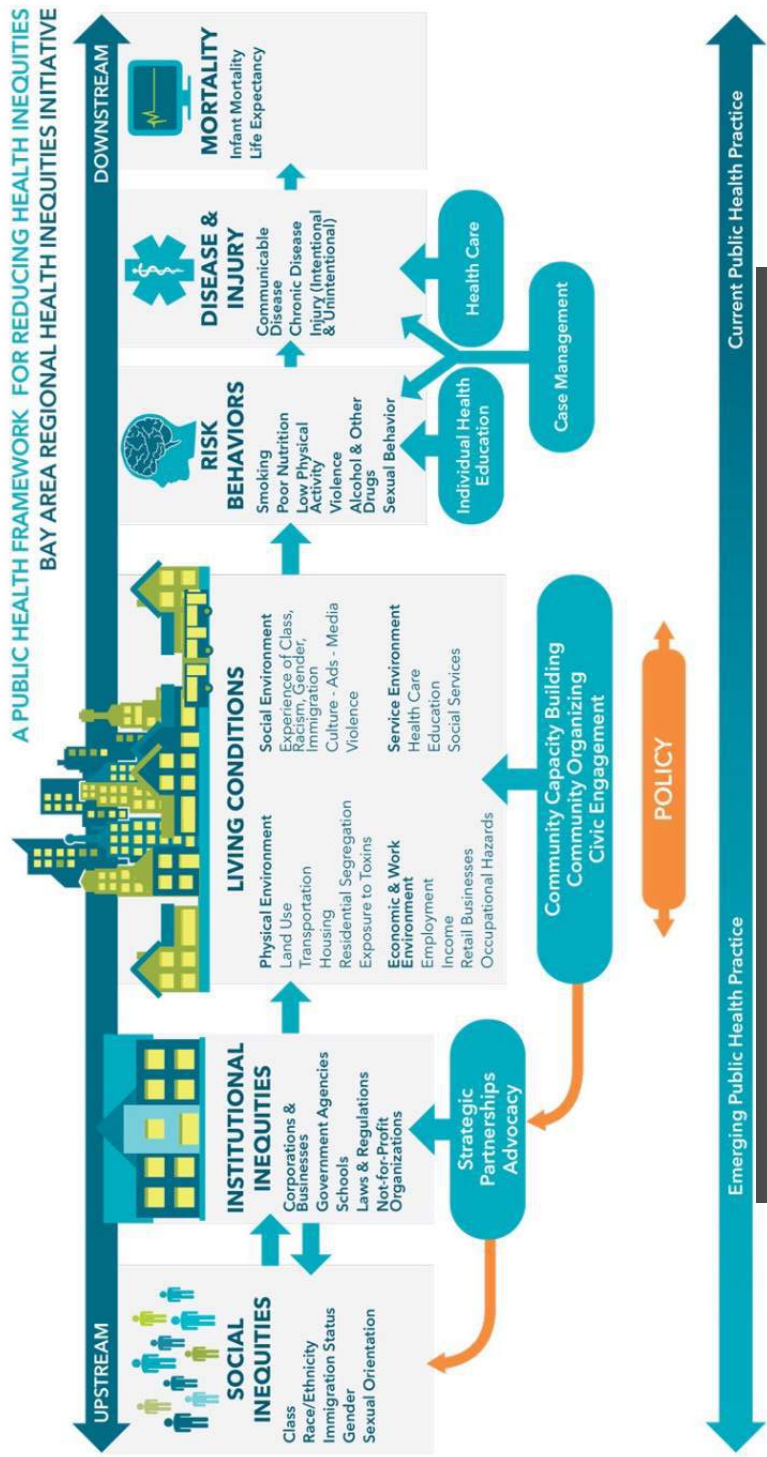 A PUBLIC HEALTH FRAMEWORK FOR REDUCING HEALTH INEQUITIES
BAY AREA REGIONAL HEALTH INEQUITIES INITIATIVE
UPSTREAM
DOWNSTREAM
SOCIAL
INEQUITIES
Class
Race/Ethnicity
Immigration Status
Gender
Sexual Orientation
INSTITUTIONAL
INEQUITIES
Corporations &
Businesses
Government Agencies
Schools
Laws & Regulations
Not-for-Profit
Organizations
Strategic
Partnerships
Advocacy
LIVING CONDITIONS
Physical Environment
Land Use
Transportation
Housing
Residential Segregation
Exposure to Toxins
Economic & Work
Environment
Employment
Income
Retail Businesses
Occupational Hazards
Social Environment
Experience of Class,
Racism, Gender,
Immigration
Culture - Ads - Media
Violence
Service Environment
Health Care
Education
Social Services
Community Capacity Building
Community Organizing
Civic Engagement
RISK
BEHAVIORS
Smoking
Poor Nutrition
Low Physical
Activity
Violence
Alcohol & Other
Drugs
Sexual Behavior
Individual Health
Education
DISEASE &
INJURY
Communicable
Disease
Chronic Disease
Injury (Intentional
& Unintentional)
Health Care
Case Management
MORTALITY
Infant Mortality
Life Expectancy
POLICY
Emerging Public Health Practice
Current Public Health Practice